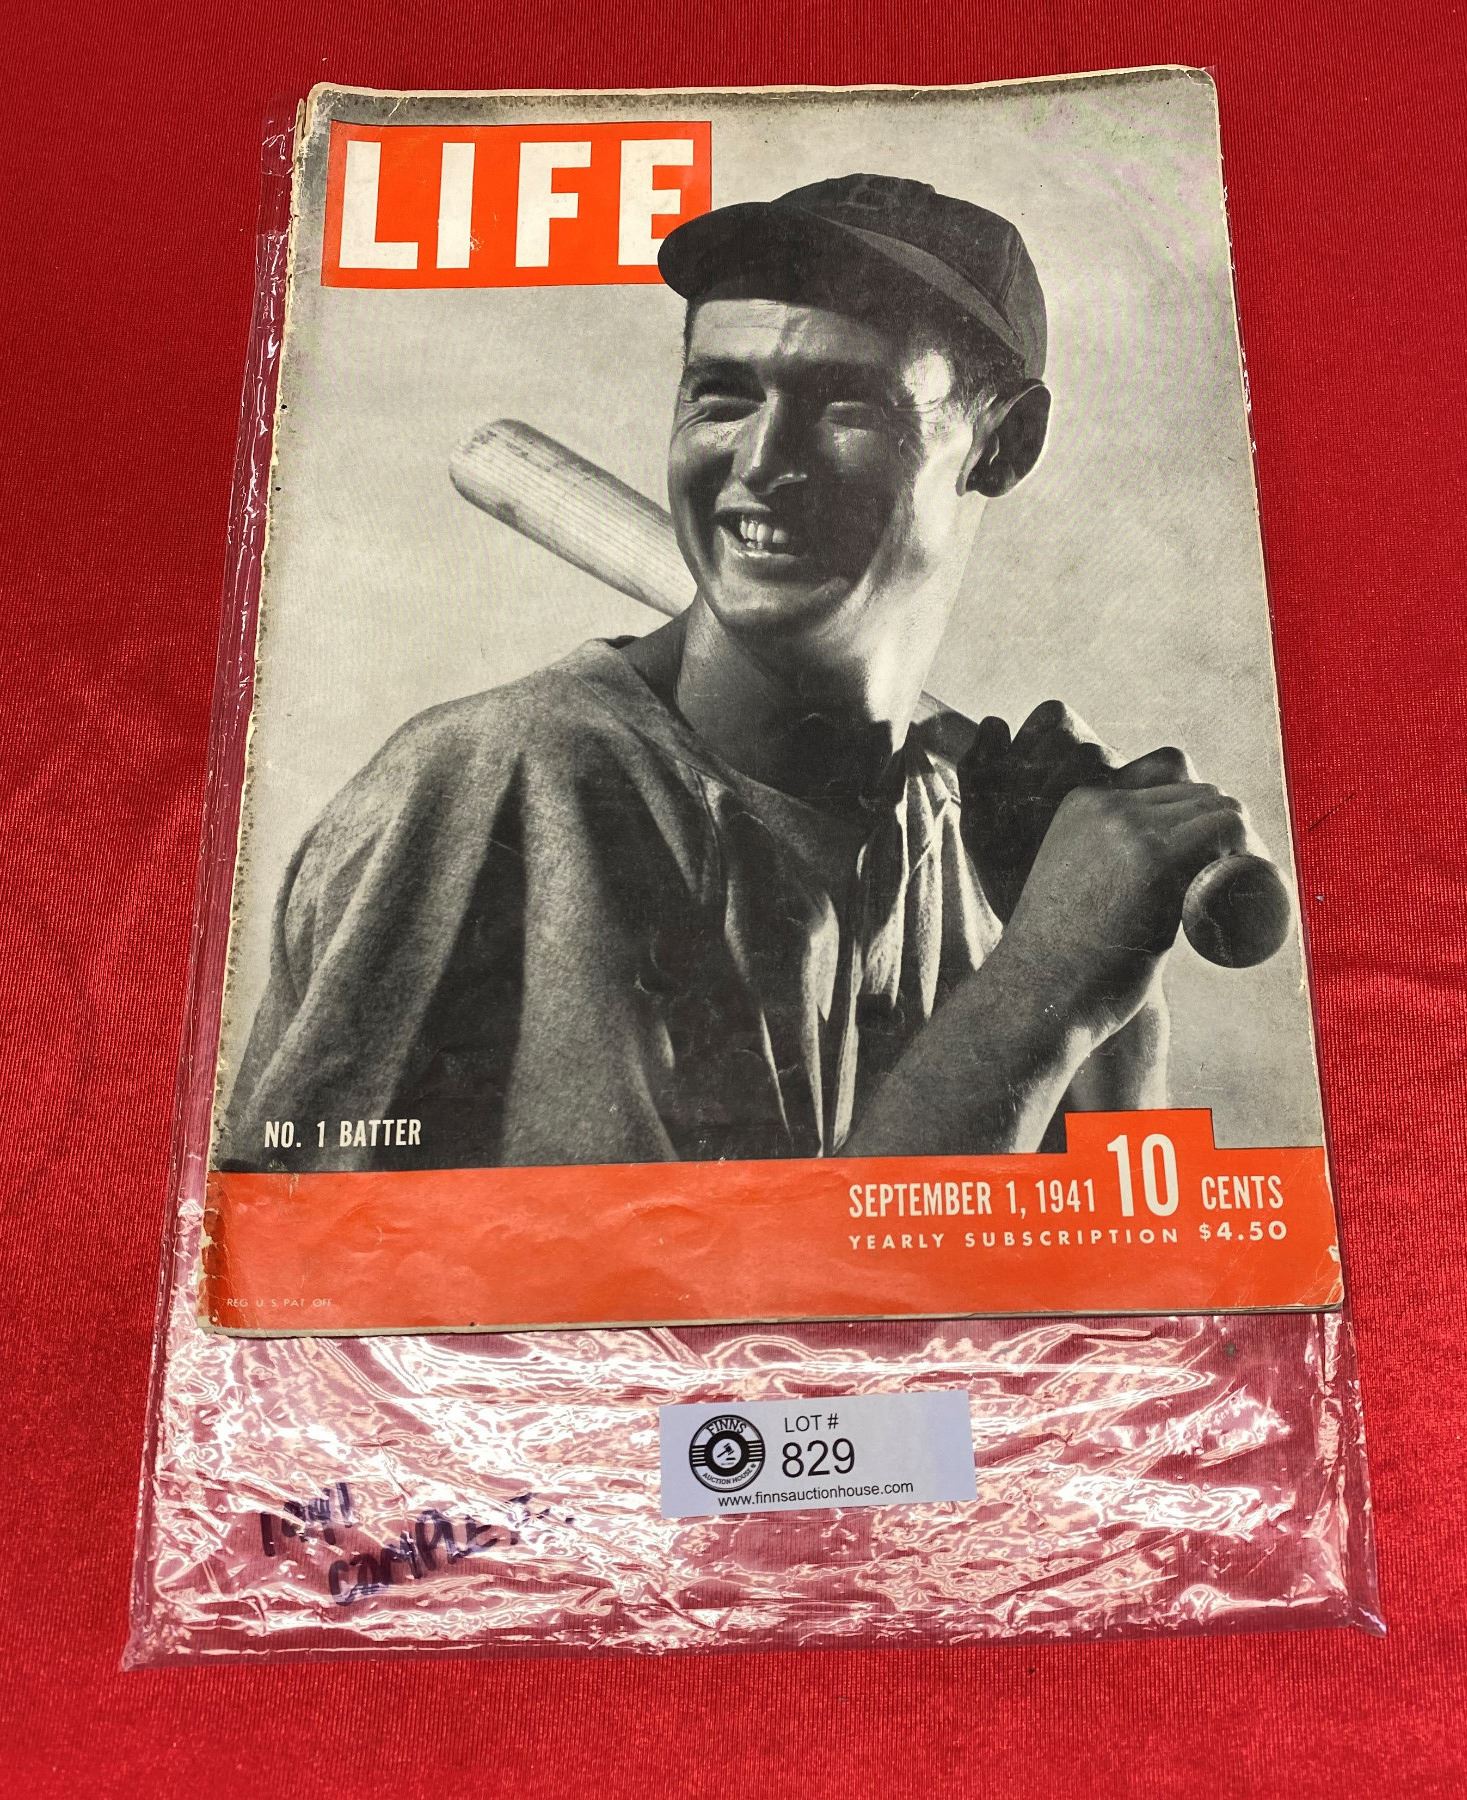 LIFE
B
NO. 1 BATTER
SEPTEMBER 1, 1941 10 CENTS
YEARLY SUBSCRIPTION $4.50
REG. U. S. PAT. OFF.
FINNS
AUCTION HOUSE
LOT #
829
www.finnsauctionhouse.com
1941
COMPLETE.